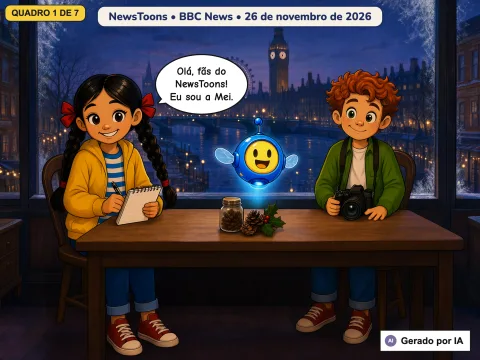 QUADRO 1 DE 7
NewsToons • BBC News • 26 de novembro de 2026
Olá, fãs do
NewsToons!
Eu sou a Mei.
AI Gerado por IA